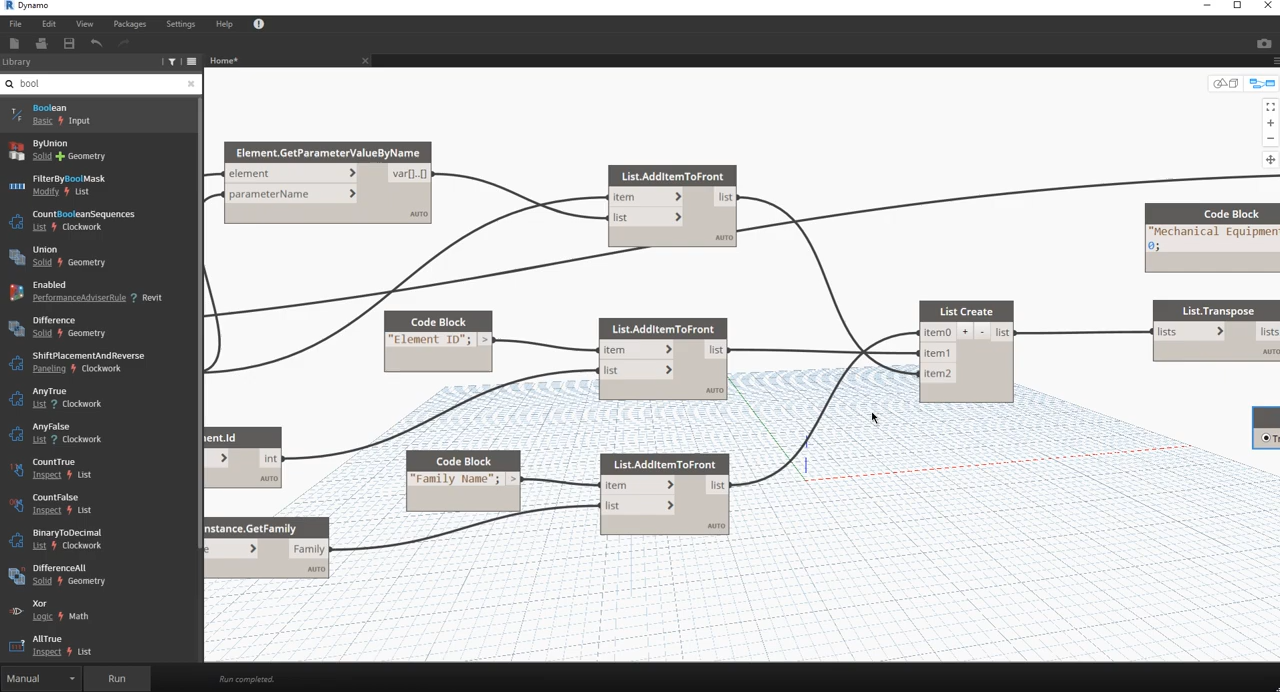 Dynamo
File Edit View Packages Settings Help
Library
Home*
bool
Boolean
Basic Input
ByUnion
Solid Geometry
FilterByBoolMask
Modify List
CountBooleanSequences
List Clockwork
Union
Solid Geometry
Enabled
PerformanceAdviserRule ? Revit
Difference
Solid Geometry
ShiftPlacementAndReverse
Paneling Clockwork
AnyTrue
List ? Clockwork
AnyFalse
List ? Clockwork
CountTrue
Inspect List
CountFalse
Inspect List
BinaryToDecimal
List Clockwork
DifferenceAll
Solid Geometry
Xor
Logic Math
AllTrue
Inspect List
Manual Run Run completed.
Element.GetParameterValueByName
element > var[]..[]
parameterName >
AUTO
List.AddItemToFront
item > list
list >
AUTO
Code Block
"Mechanical Equipment
0;
Code Block
"Element ID"; >
List.AddItemToFront
item > list
list >
AUTO
List Create
item0 + - list
item1
item2
List.Transpose
lists > lists
AUTO
ment.Id
> int
AUTO
Code Block
"Family Name"; >
List.AddItemToFront
item > list
list >
AUTO
nstance.GetFamily
e > Family
AUTO
Tr